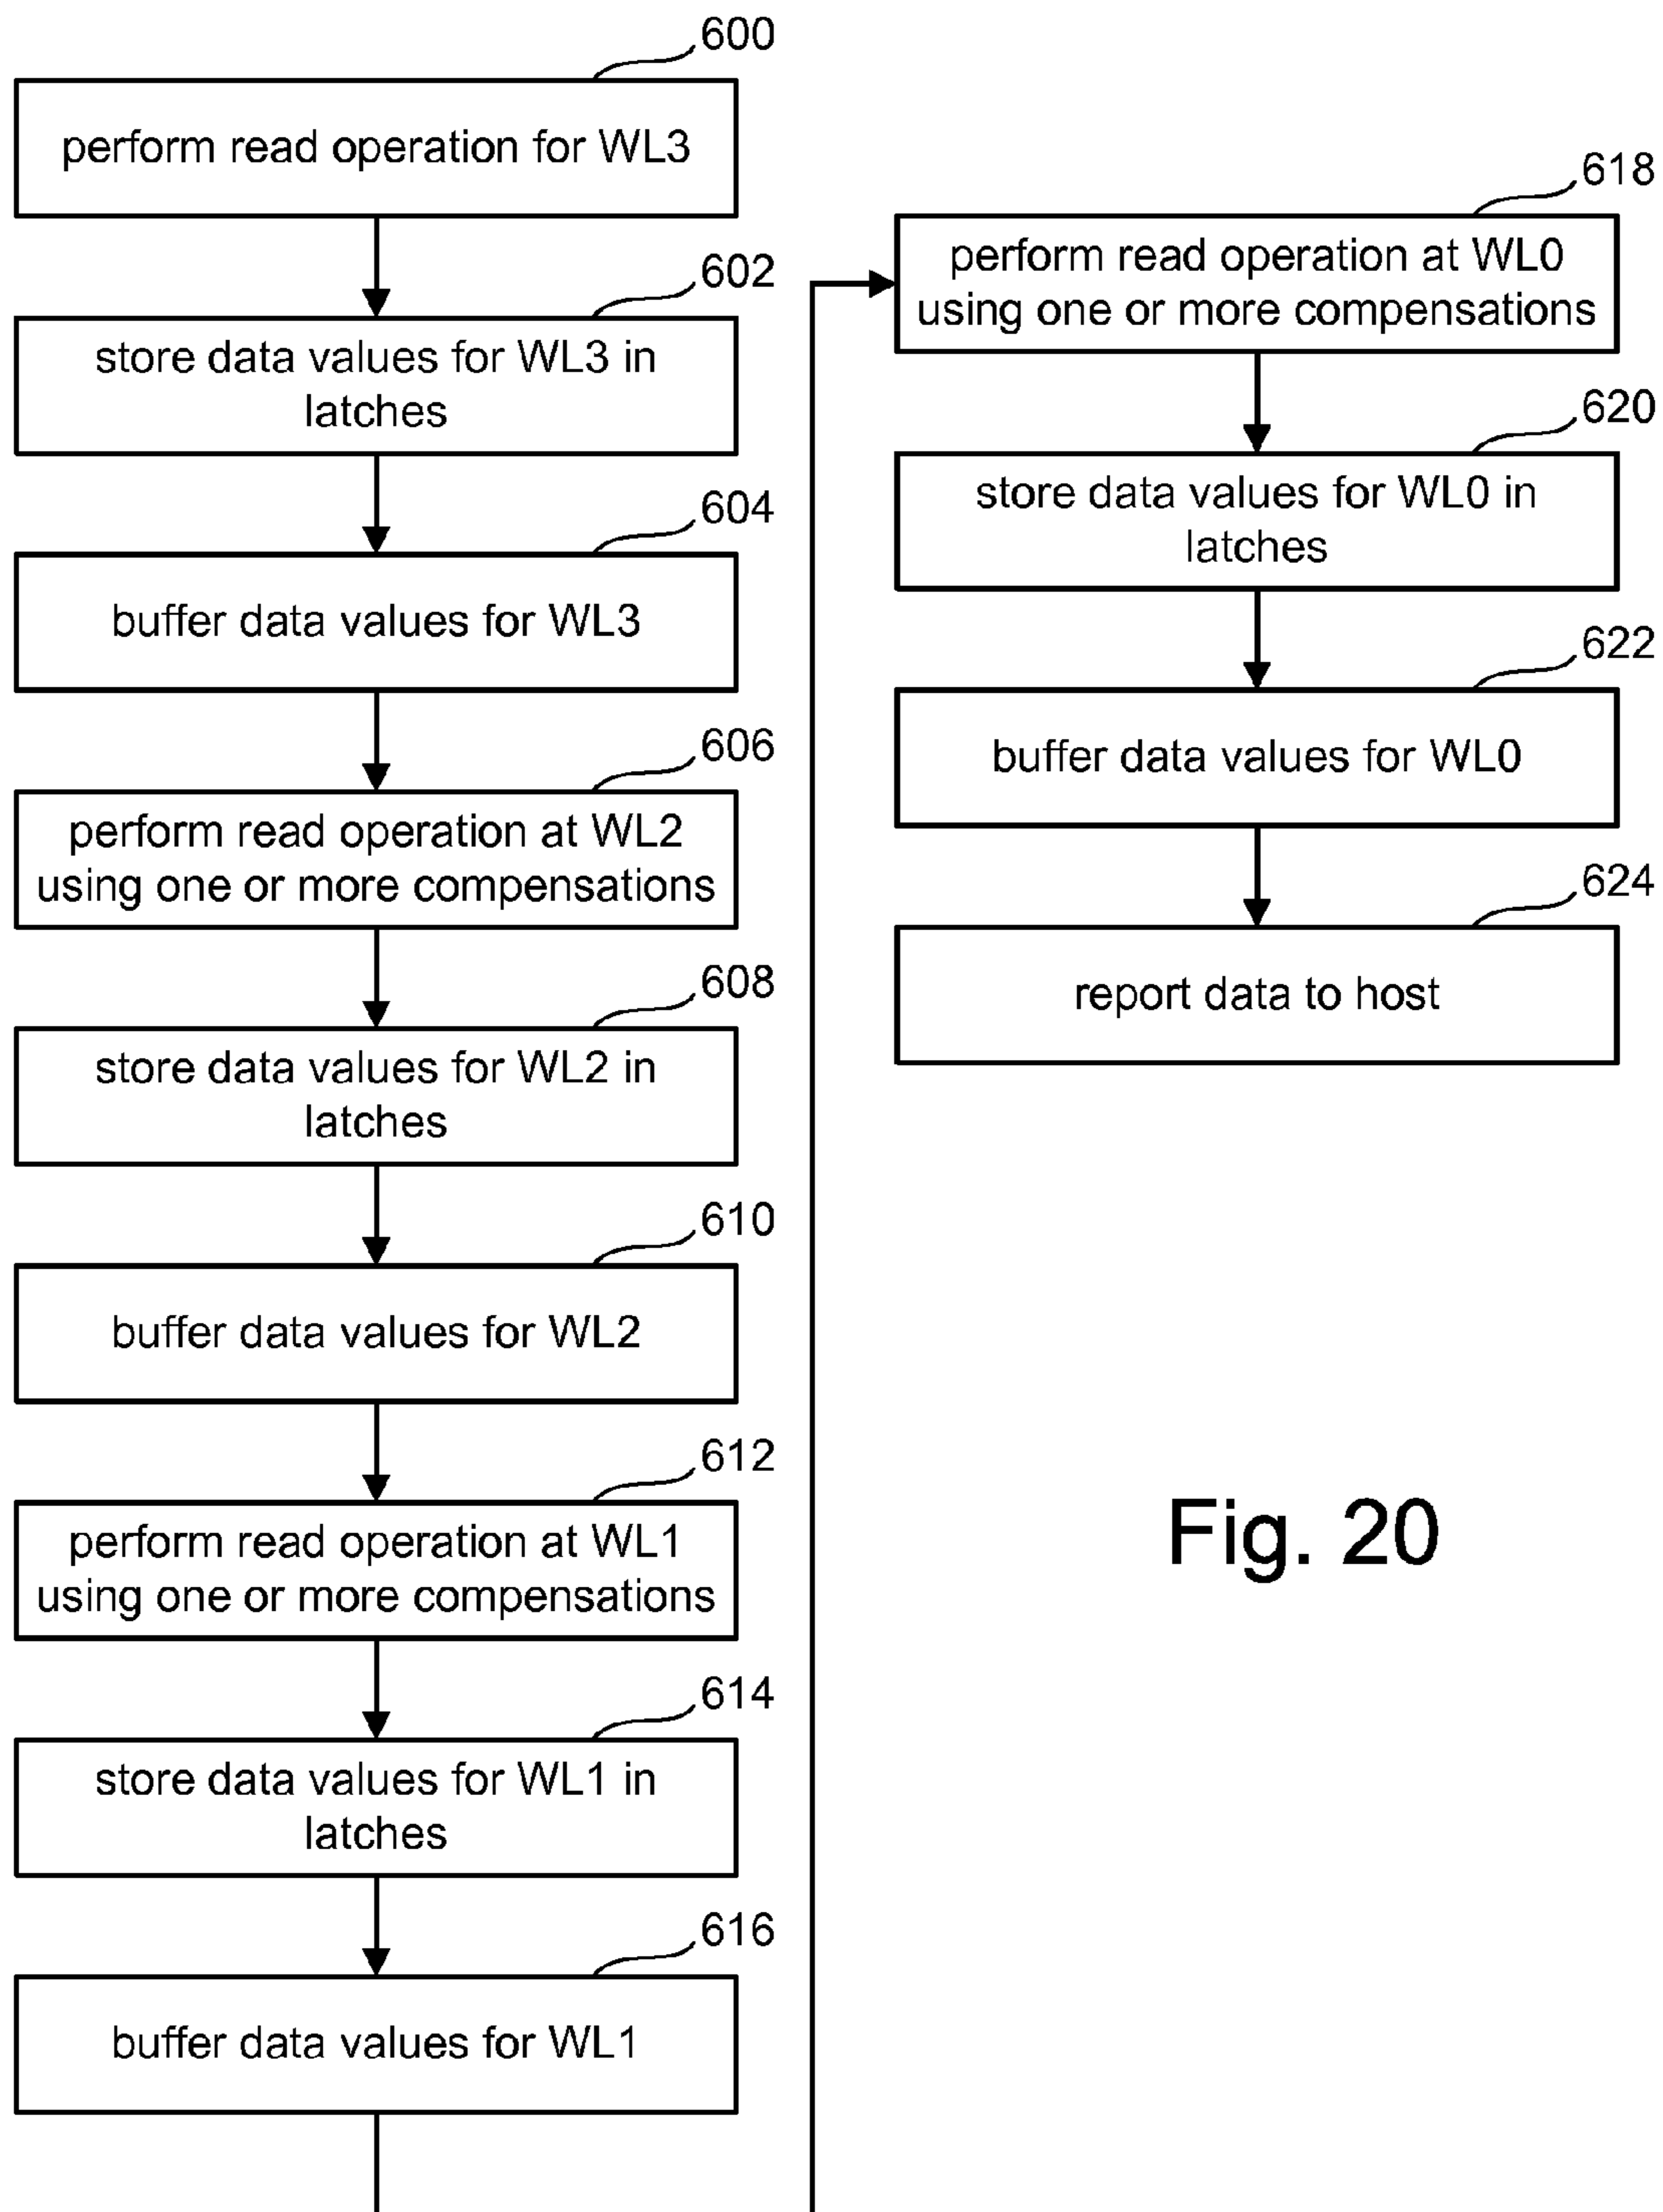 600
perform read operation for WL3
602
store data values for WL3 in
latches
604
buffer data values for WL3
606
perform read operation at WL2
using one or more compensations
608
store data values for WL2 in
latches
610
buffer data values for WL2
612
perform read operation at WL1
using one or more compensations
614
store data values for WL1 in
latches
616
buffer data values for WL1
618
perform read operation at WL0
using one or more compensations
620
store data values for WL0 in
latches
622
buffer data values for WL0
624
report data to host
Fig. 20